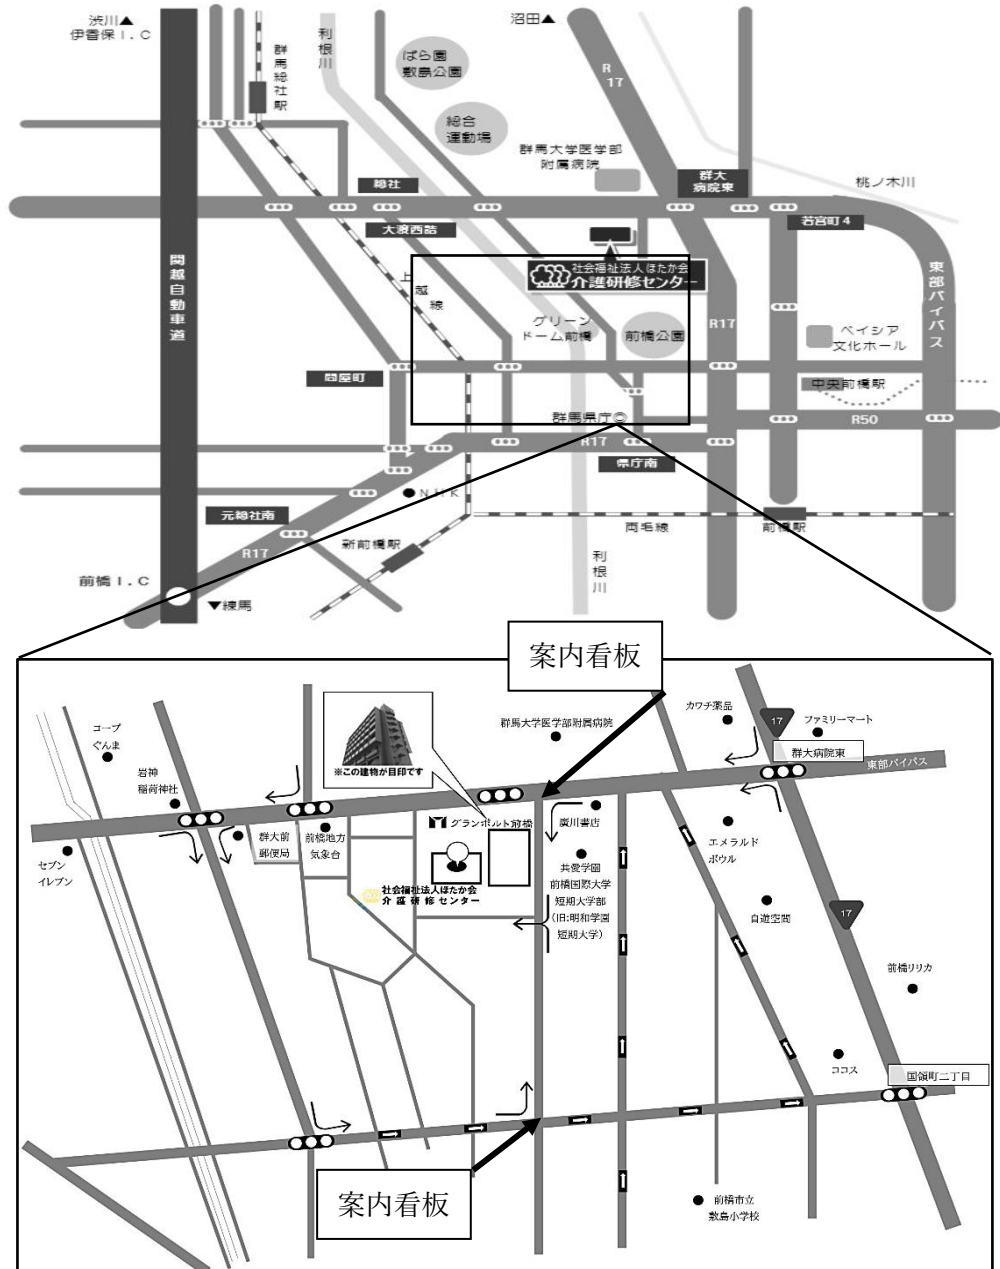 渋川▲
伊香保I.C
沼田▲
利根川
群馬総社駅
ばら園
敷島公園
総合
運動場
R
17
群馬大学医学部
附属病院
群大
病院東
桃ノ木川
総社
大渡西詰
若宮町4
関越自動車道
上越線
社会福祉法人ほたか会
介護研修センター
東部バイパス
グリーン
ドーム前橋
前橋公園
R17
ベイシア
文化ホール
問屋町
中央前橋駅
群馬県庁◎
R17
R50
県庁南
●NHK
元総社南
R17
新前橋駅
両毛線
前橋駅
利根川
前橋I.C
▼練馬
案内看板
コープ
ぐんま
岩神
稲荷神社
※この建物が目印です
群馬大学医学部附属病院
カワチ薬品
17
ファミリーマート
群大病院東
東部バイパス
セブン
イレブン
群大前
郵便局
前橋地方
気象台
グランポルト前橋
廣川書店
エメラルド
ボウル
共愛学園
前橋国際大学
短期大学部
(旧:明和学園
短期大学)
社会福祉法人ほたか会
介護研修センター
自遊空間
17
前橋リリカ
ココス
国領町二丁目
案内看板
前橋市立
敷島小学校